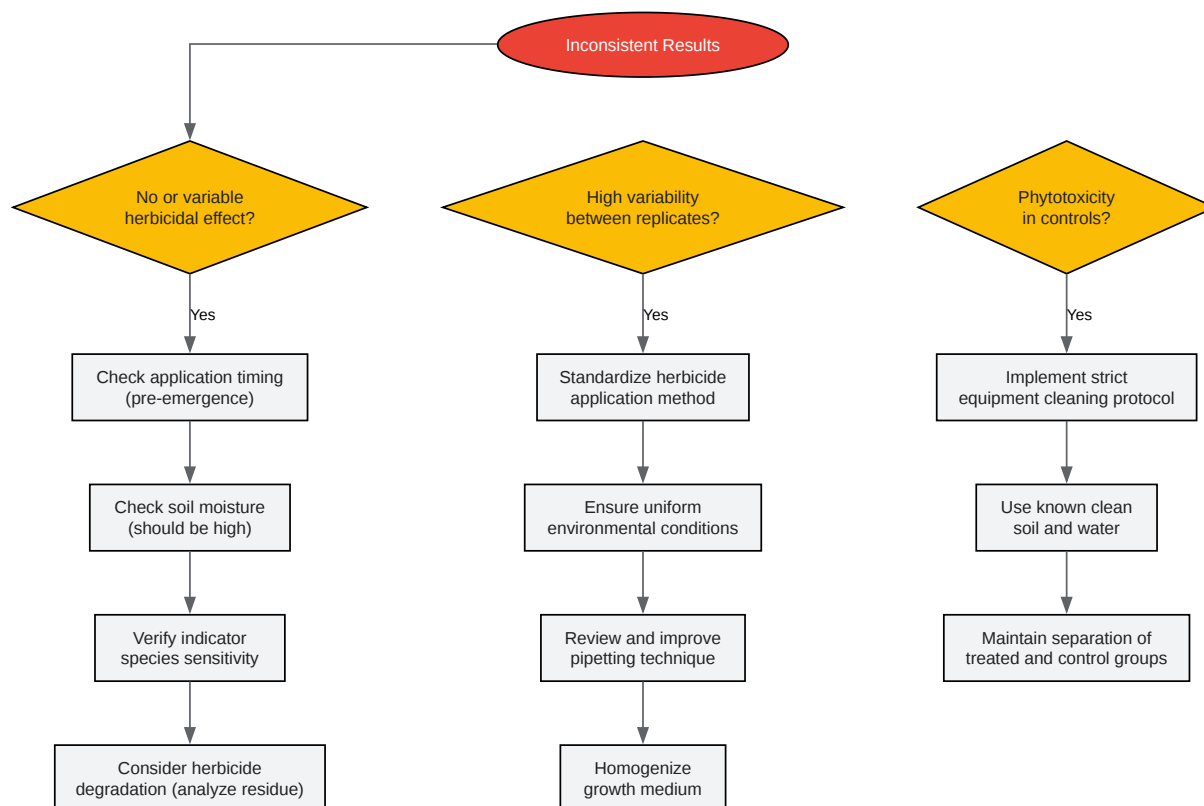 Inconsistent Results
No or variable
herbicidal effect?
Yes
Check application timing
(pre-emergence)
Check soil moisture
(should be high)
Verify indicator
species sensitivity
Consider herbicide
degradation (analyze residue)
High variability
between replicates?
Yes
Standardize herbicide
application method
Ensure uniform
environmental conditions
Review and improve
pipetting technique
Homogenize
growth medium
Phytotoxicity
in controls?
Yes
Implement strict
equipment cleaning protocol
Use known clean
soil and water
Maintain separation of
treated and control groups